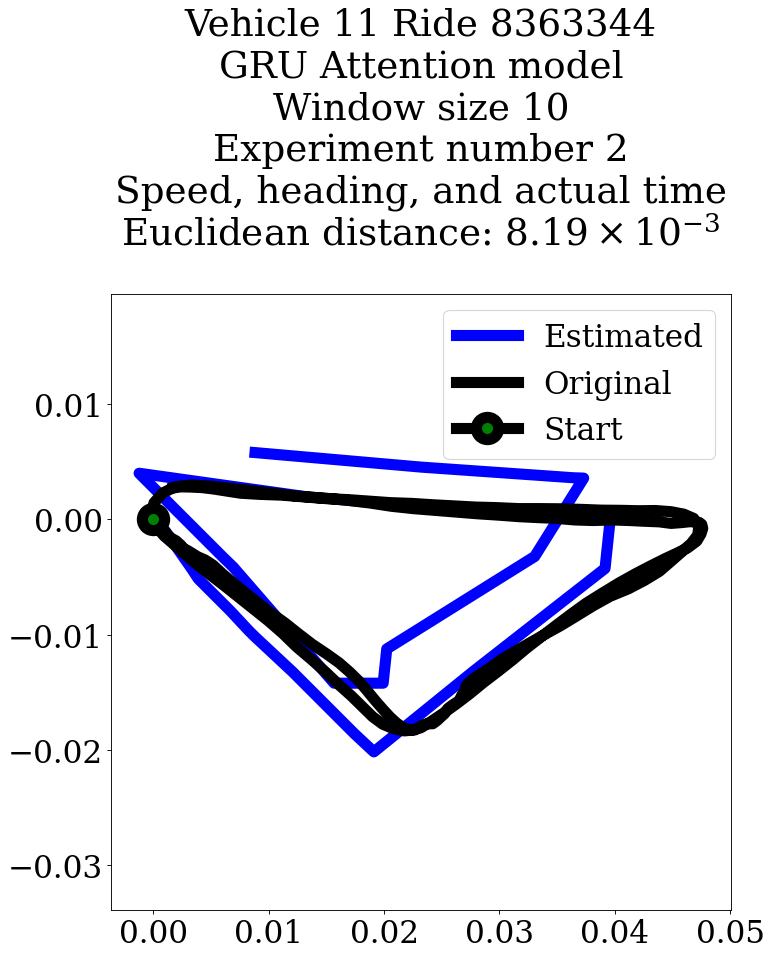 Vehicle 11 Ride 8363344
GRU Attention model
Window size 10
Experiment number 2
Speed, heading, and actual time
Euclidean distance: 8.19 × 10⁻³
Estimated
Original
Start
0.01
0.00
−0.01
−0.02
−0.03
0.00 0.01 0.02 0.03 0.04 0.05